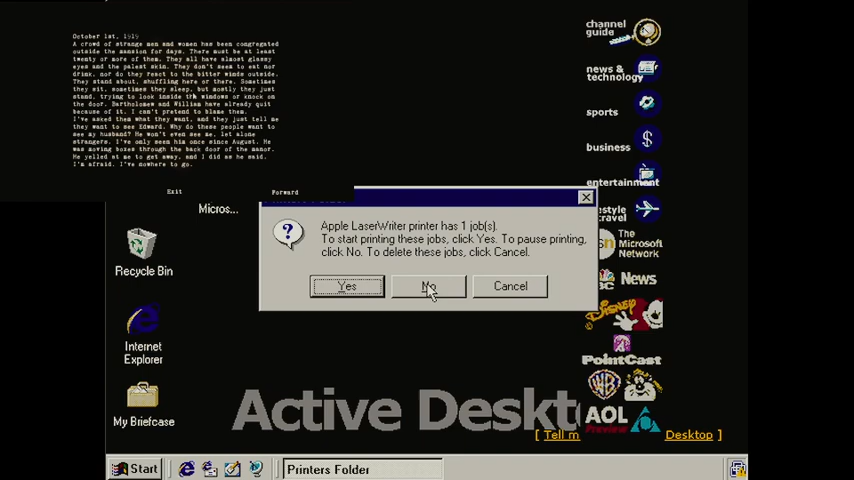 October 1st, 1919
A crowd of strange men and women has been congregated
outside the mansion for days. There must be at least
twenty or more of them. They all have almost glassy
eyes and the palest skin. They don't seem to eat nor
drink, nor do they react to the bitter winds outside.
They stand about, shuffling here or there. Sometimes
they sit, sometimes they sleep, but mostly they just
stand, trying to look inside the windows or knock on
the door. Bartholomew and William have already quit
because of it. I can't pretend to blame them.
I've asked them what they want, and they just tell me
they want to see Edward. Why do these people want to
see my husband? He won't even see me, let alone
strangers. I've only seen him once since August. He
was moving boxes through the back door of the manor.
He yelled at me to get away, and I did as he said.
I'm afraid. I've nowhere to go.
Exit
Forward
Micros...
Apple LaserWriter printer has 1 job(s).
To start printing these jobs, click Yes. To pause printing,
click No. To delete these jobs, click Cancel.
Yes
No
Cancel
Recycle Bin
Internet
Explorer
My Briefcase
channel
guide
news &
technology
sports
business
entertainment
estyle
travel
The
Microsoft
Network
BC News
Disney
PointCast
WB
AOL
Preview
Active Deskt
[ Tell m
Desktop ]
Start
Printers Folder